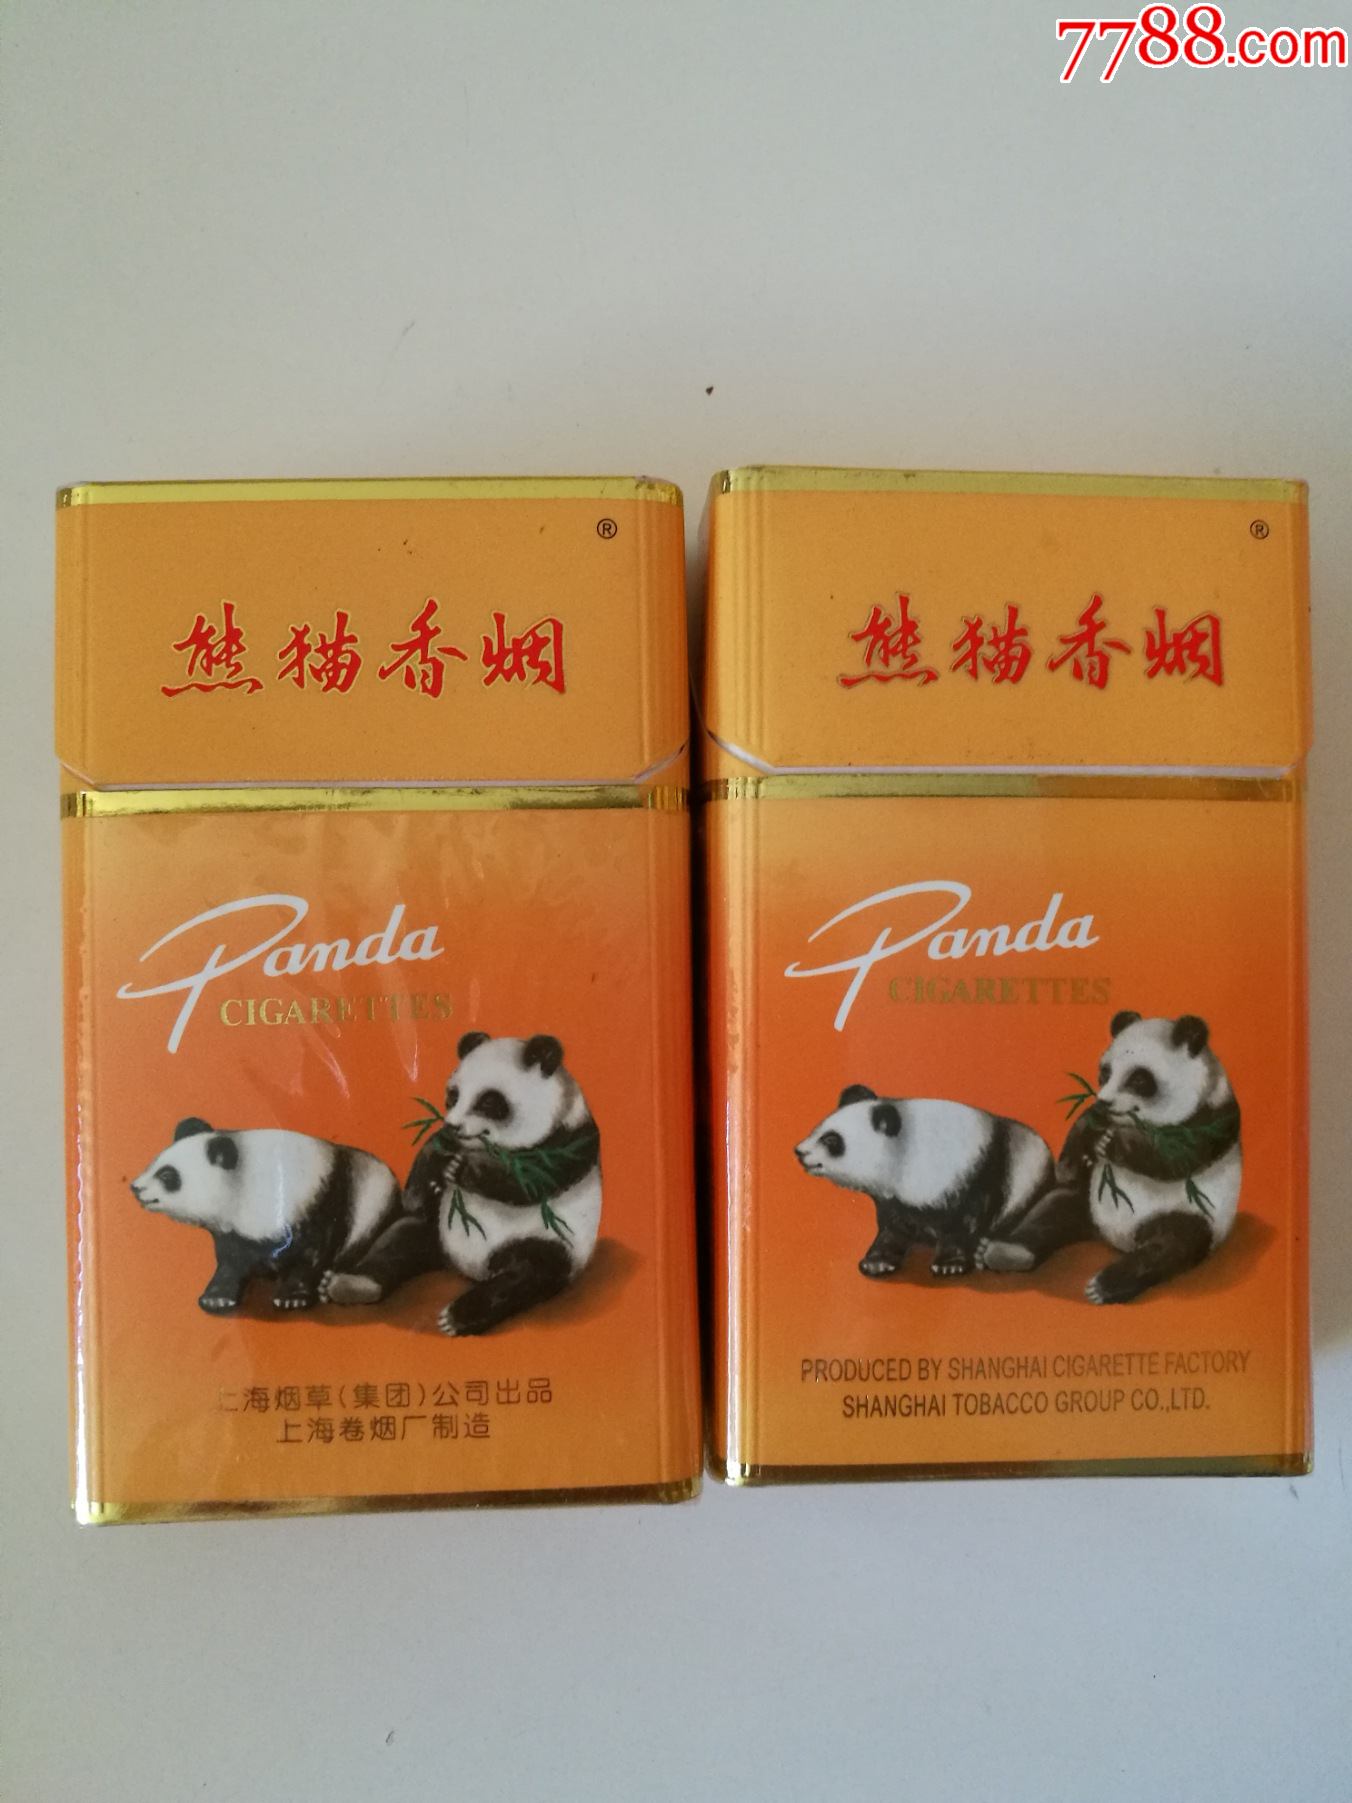 7788.com
®
熊猫香烟
Panda
CIGARETTES
上海烟草(集团)公司出品
上海卷烟厂制造
®
熊猫香烟
Panda
CIGARETTES
PRODUCED BY SHANGHAI CIGARETTE FACTORY
SHANGHAI TOBACCO GROUP CO.,LTD.